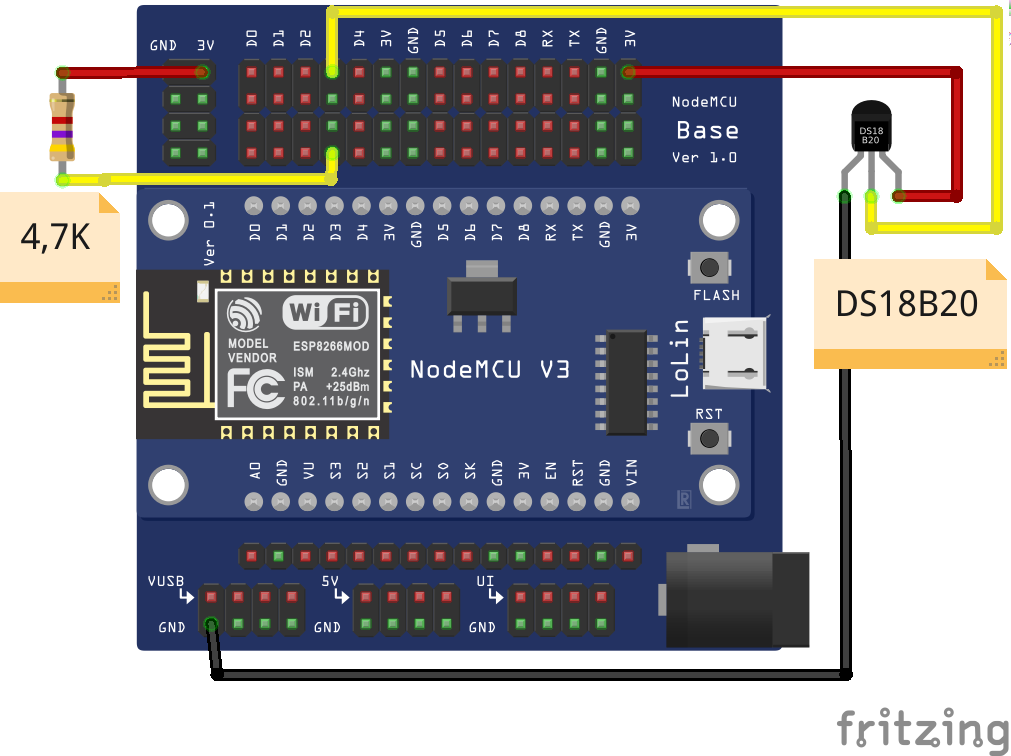 GND 3V D0 D1 D2 D4 3V GND D5 D6 D7 D8 RX TX GND 3V
NodeMCU
Base
Ver 1.0
DS18
B20
4,7K
Ver 0.1
D0 D1 D2 D3 D4 3V GND D5 D6 D7 D8 RX TX GND 3V
FLASH
DS18B20
WiFi
MODEL
VENDOR
ESP8266MOD
FC
ISM 2.4Ghz
PA +25dBm
802.11b/g/n
NodeMCU V3
LoLin
RST
A0 GND VU S3 S2 S1 SC S0 SK GND 3V EN RST GND VIN
VUSB 5V UI
GND GND GND
fritzing